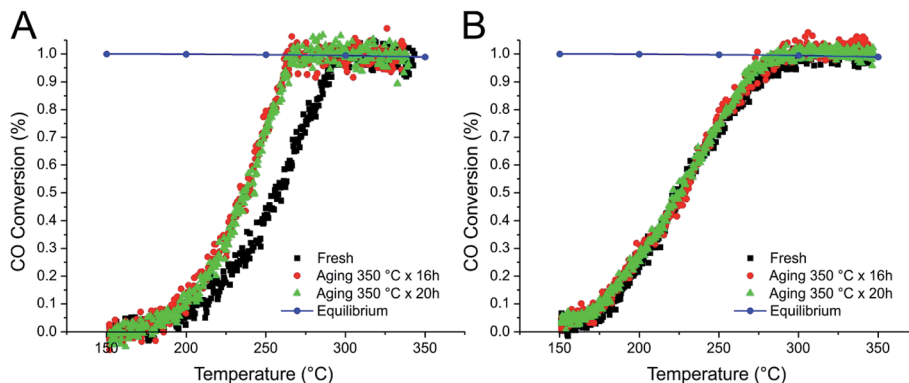 A
CO Conversion (%)
1.0
0.9
0.8
0.7
0.6
0.5
0.4
0.3
0.2
0.1
0.0
Fresh
Aging 350 °C x 16h
Aging 350 °C x 20h
Equilibrium
150 200 250 300 350
Temperature (°C)
B
CO Conversion (%)
1.0
0.9
0.8
0.7
0.6
0.5
0.4
0.3
0.2
0.1
0.0
Fresh
Aging 350 °C x 16h
Aging 350 °C x 20h
Equilibrium
150 200 250 300 350
Temperature (°C)